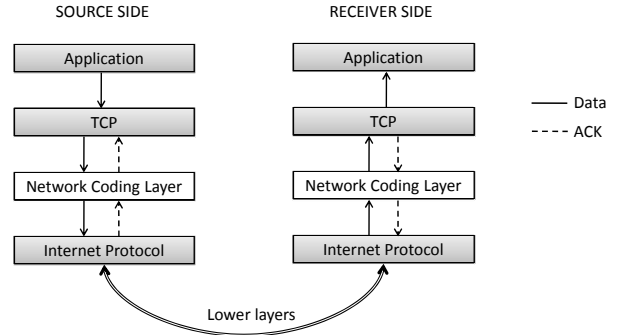 SOURCE SIDE
RECEIVER SIDE
Application
Application
Data
TCP
TCP
ACK
Network Coding Layer
Network Coding Layer
Internet Protocol
Internet Protocol
Lower layers